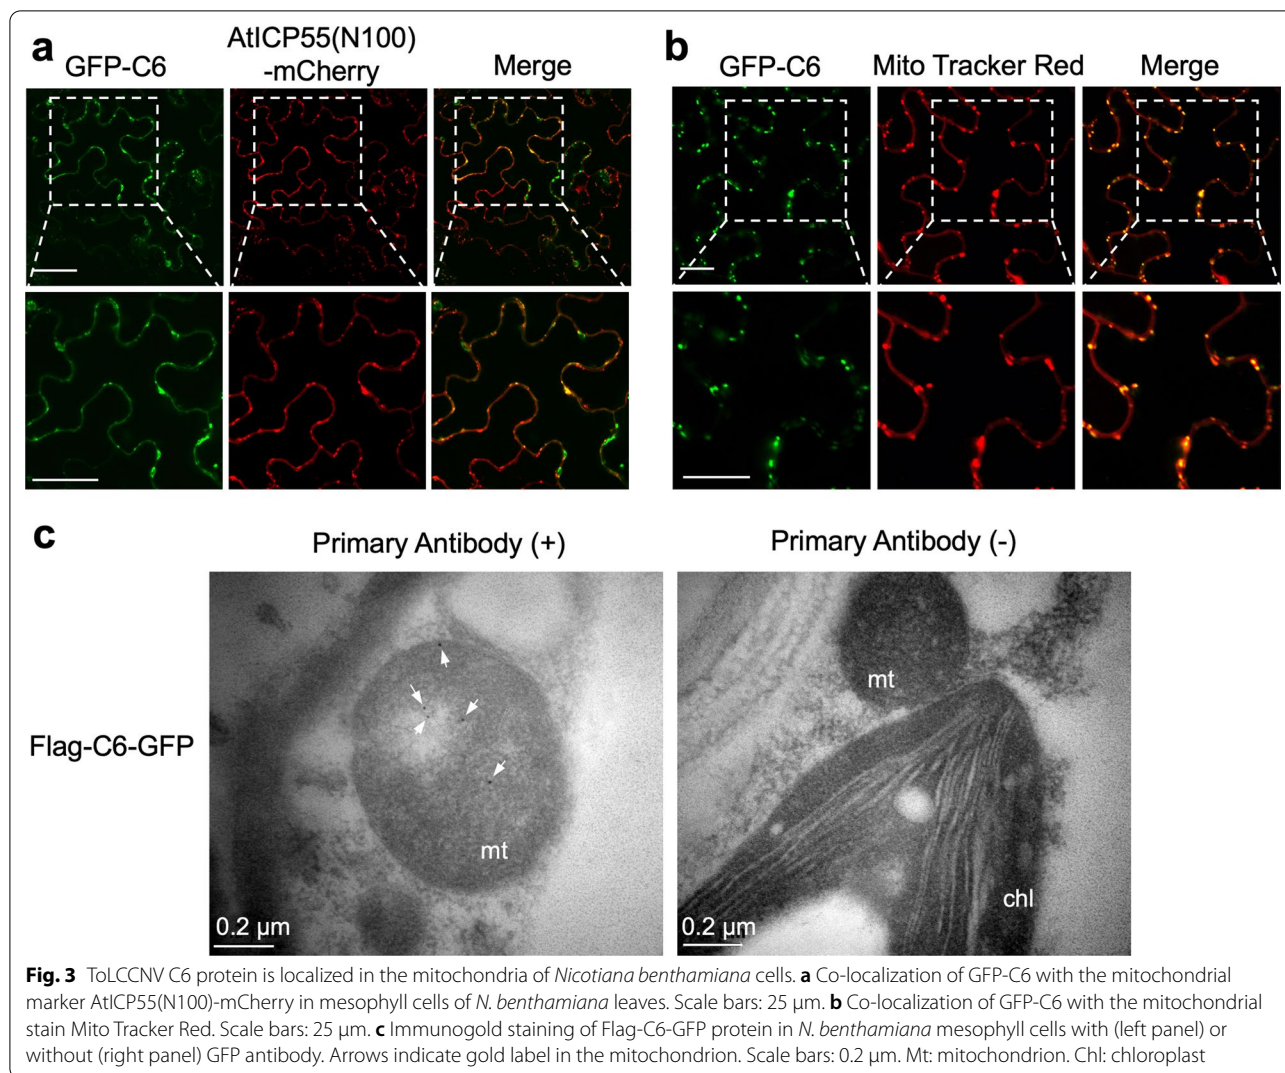 a
GFP-C6
AtICP55(N100)
-mCherry
Merge
b
GFP-C6
Mito Tracker Red
Merge
c
Primary Antibody (+)
Primary Antibody (-)
Flag-C6-GFP
mt
0.2 µm
mt
chl
0.2 µm
Fig. 3 ToLCCNV C6 protein is localized in the mitochondria of Nicotiana benthamiana cells. a Co-localization of GFP-C6 with the mitochondrial
marker AtICP55(N100)-mCherry in mesophyll cells of N. benthamiana leaves. Scale bars: 25 µm. b Co-localization of GFP-C6 with the mitochondrial
stain Mito Tracker Red. Scale bars: 25 µm. c Immunogold staining of Flag-C6-GFP protein in N. benthamiana mesophyll cells with (left panel) or
without (right panel) GFP antibody. Arrows indicate gold label in the mitochondrion. Scale bars: 0.2 µm. Mt: mitochondrion. Chl: chloroplast